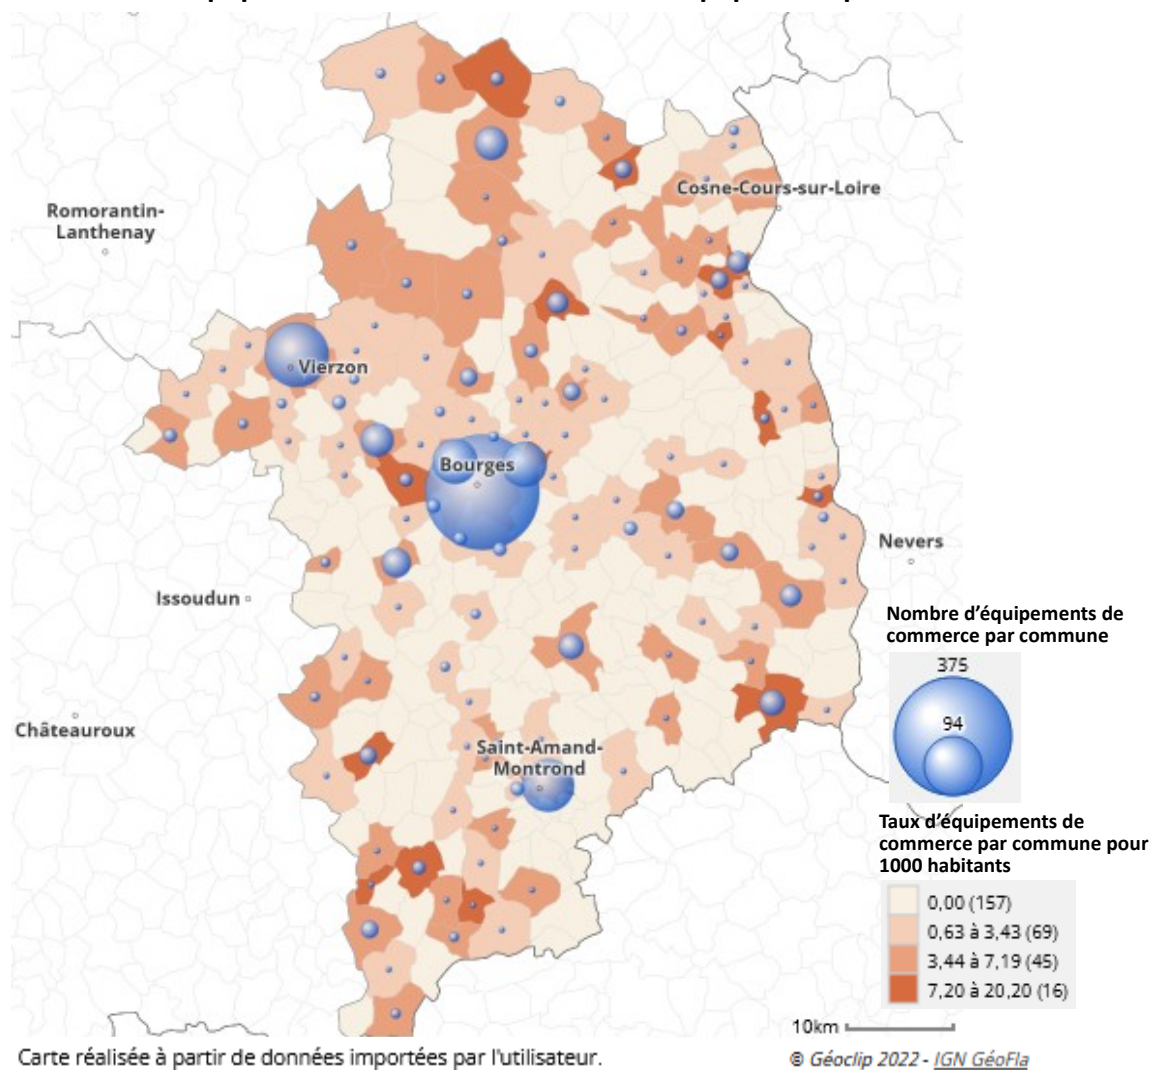 Cosne-Cours-sur-Loire
Romorantin-
Lanthenay
Vierzon
Bourges
Nevers
Issoudun
Châteauroux
Saint-Amand-
Montrond
Nombre d’équipements de
commerce par commune
375
94
Taux d’équipements de
commerce par commune pour
1000 habitants
0,00 (157)
0,63 à 3,43 (69)
3,44 à 7,19 (45)
7,20 à 20,20 (16)
10km
Carte réalisée à partir de données importées par l'utilisateur.
© Géoclip 2022 - IGN GéoFla